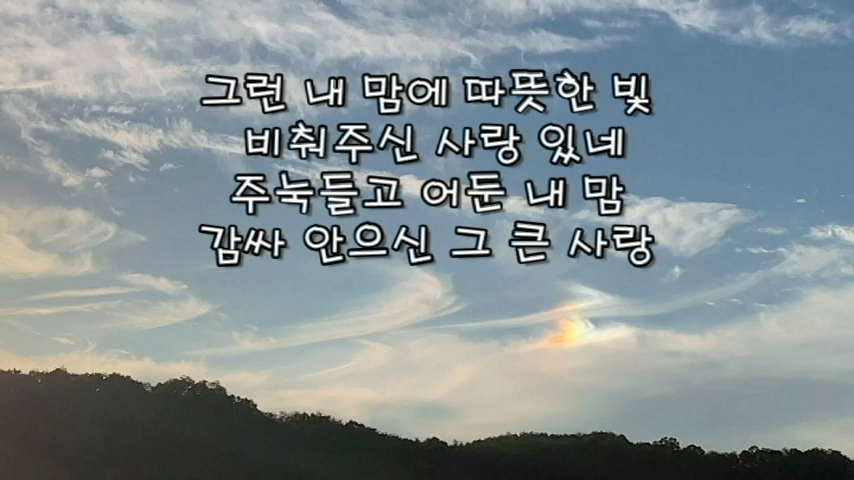 그런 내 맘에 따뜻한 빛
비춰주신 사랑 있네
주눅들고 어둔 내 맘
감싸 안으신 그 큰 사랑